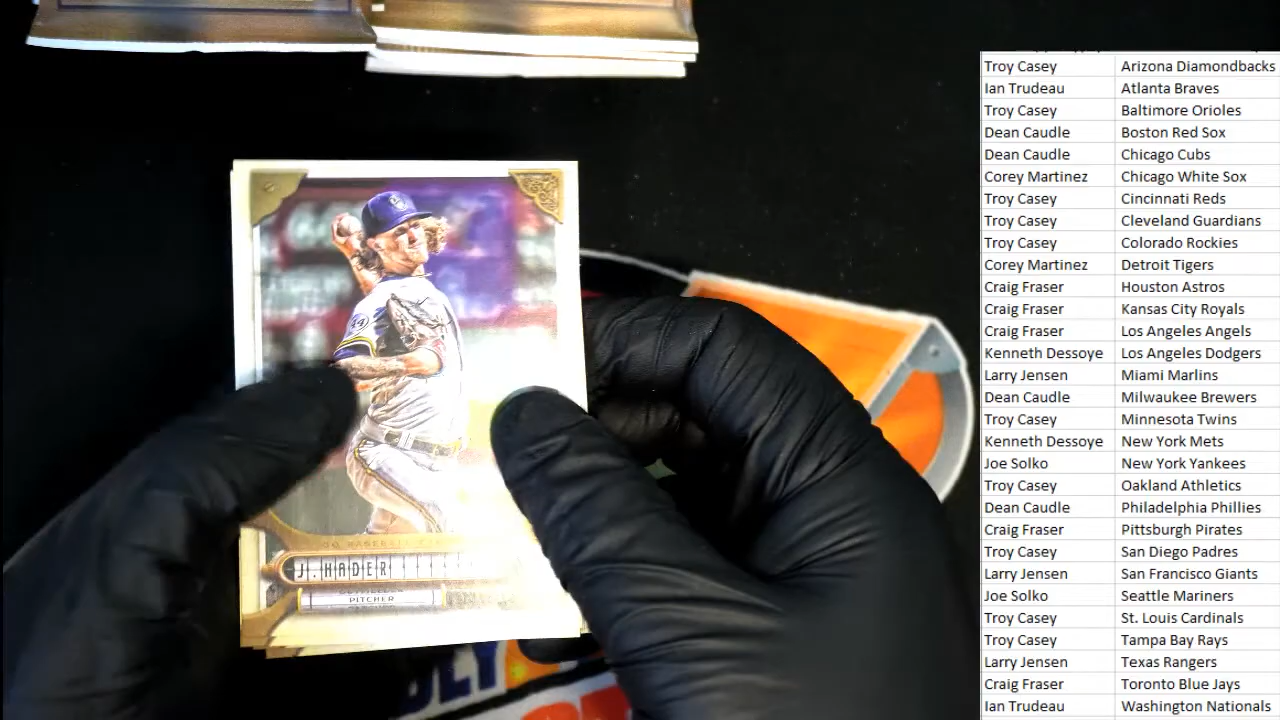 Troy Casey Arizona Diamondbacks
Ian Trudeau Atlanta Braves
Troy Casey Baltimore Orioles
Dean Caudle Boston Red Sox
Dean Caudle Chicago Cubs
Corey Martinez Chicago White Sox
Troy Casey Cincinnati Reds
Troy Casey Cleveland Guardians
Troy Casey Colorado Rockies
Corey Martinez Detroit Tigers
Craig Fraser Houston Astros
Craig Fraser Kansas City Royals
Craig Fraser Los Angeles Angels
Kenneth Dessoye Los Angeles Dodgers
Larry Jensen Miami Marlins
Dean Caudle Milwaukee Brewers
Troy Casey Minnesota Twins
Kenneth Dessoye New York Mets
Joe Solko New York Yankees
Troy Casey Oakland Athletics
Dean Caudle Philadelphia Phillies
Craig Fraser Pittsburgh Pirates
Troy Casey San Diego Padres
Larry Jensen San Francisco Giants
Joe Solko Seattle Mariners
Troy Casey St. Louis Cardinals
Troy Casey Tampa Bay Rays
Larry Jensen Texas Rangers
Craig Fraser Toronto Blue Jays
Ian Trudeau Washington Nationals
J. HADER
PITCHER